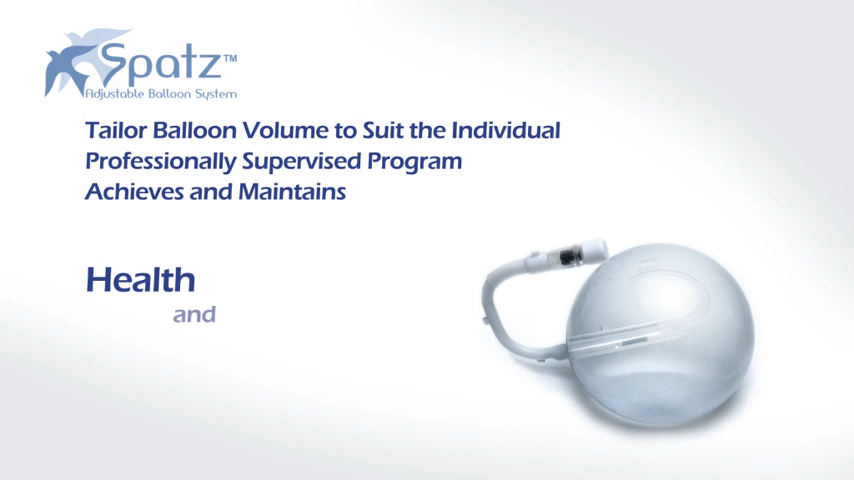 Spatz™
Adjustable Balloon System
Tailor Balloon Volume to Suit the Individual
Professionally Supervised Program
Achieves and Maintains
Health
and